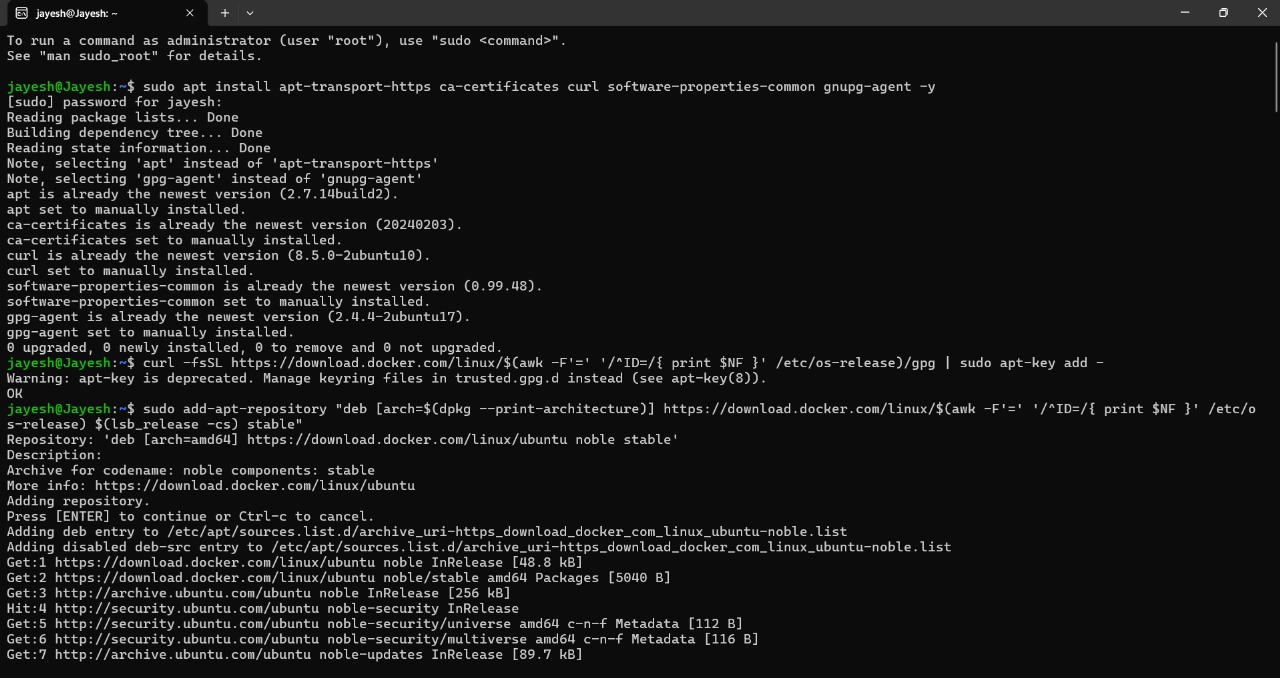 jayesh@Jayesh: ~
To run a command as administrator (user "root"), use "sudo <command>".
See "man sudo_root" for details.
jayesh@Jayesh:~$ sudo apt install apt-transport-https ca-certificates curl software-properties-common gnupg-agent -y
[sudo] password for jayesh:
Reading package lists... Done
Building dependency tree... Done
Reading state information... Done
Note, selecting 'apt' instead of 'apt-transport-https'
Note, selecting 'gpg-agent' instead of 'gnupg-agent'
apt is already the newest version (2.7.14build2).
apt set to manually installed.
ca-certificates is already the newest version (20240203).
ca-certificates set to manually installed.
curl is already the newest version (8.5.0-2ubuntu10).
curl set to manually installed.
software-properties-common is already the newest version (0.99.48).
software-properties-common set to manually installed.
gpg-agent is already the newest version (2.4.4-2ubuntu17).
gpg-agent set to manually installed.
0 upgraded, 0 newly installed, 0 to remove and 0 not upgraded.
jayesh@Jayesh:~$ curl -fsSL https://download.docker.com/linux/$(awk -F'=' '/^ID=/{ print $NF }' /etc/os-release)/gpg | sudo apt-key add -
Warning: apt-key is deprecated. Manage keyring files in trusted.gpg.d instead (see apt-key(8)).
OK
jayesh@Jayesh:~$ sudo add-apt-repository "deb [arch=$(dpkg --print-architecture)] https://download.docker.com/linux/$(awk -F'=' '/^ID=/{ print $NF }' /etc/o
s-release) $(lsb_release -cs) stable"
Repository: 'deb [arch=amd64] https://download.docker.com/linux/ubuntu noble stable'
Description:
Archive for codename: noble components: stable
More info: https://download.docker.com/linux/ubuntu
Adding repository.
Press [ENTER] to continue or Ctrl-c to cancel.
Adding deb entry to /etc/apt/sources.list.d/archive_uri-https_download_docker_com_linux_ubuntu-noble.list
Adding disabled deb-src entry to /etc/apt/sources.list.d/archive_uri-https_download_docker_com_linux_ubuntu-noble.list
Get:1 https://download.docker.com/linux/ubuntu noble InRelease [48.8 kB]
Get:2 https://download.docker.com/linux/ubuntu noble/stable amd64 Packages [5040 B]
Get:3 http://archive.ubuntu.com/ubuntu noble InRelease [256 kB]
Hit:4 http://security.ubuntu.com/ubuntu noble-security InRelease
Get:5 http://security.ubuntu.com/ubuntu noble-security/universe amd64 c-n-f Metadata [112 B]
Get:6 http://security.ubuntu.com/ubuntu noble-security/multiverse amd64 c-n-f Metadata [116 B]
Get:7 http://archive.ubuntu.com/ubuntu noble-updates InRelease [89.7 kB]